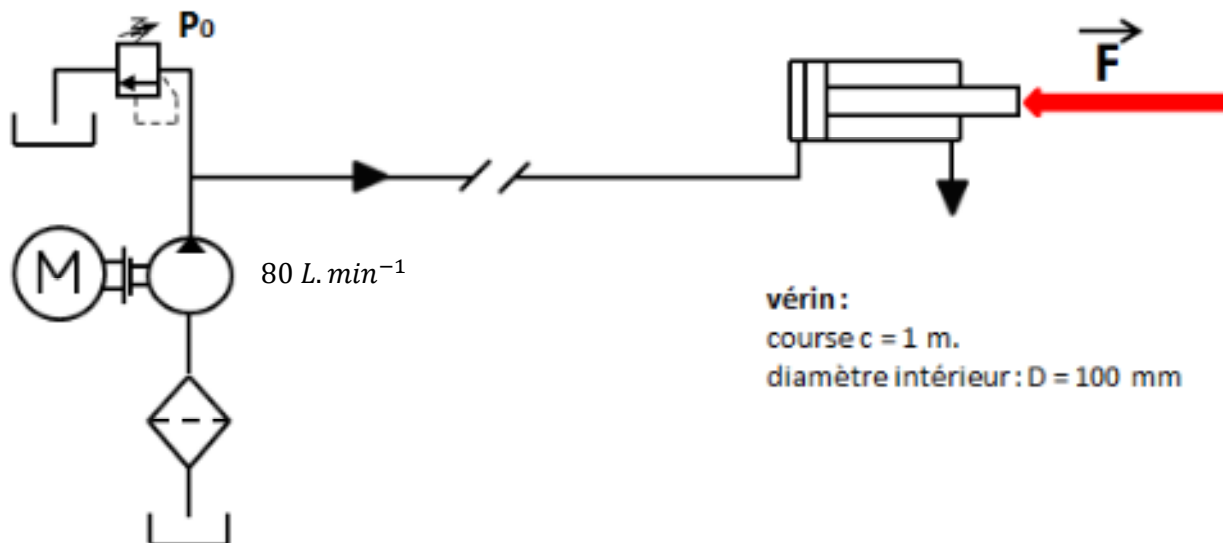 P0
F
M
80 L. min−1
vérin :
course c = 1 m.
diamètre intérieur : D = 100 mm